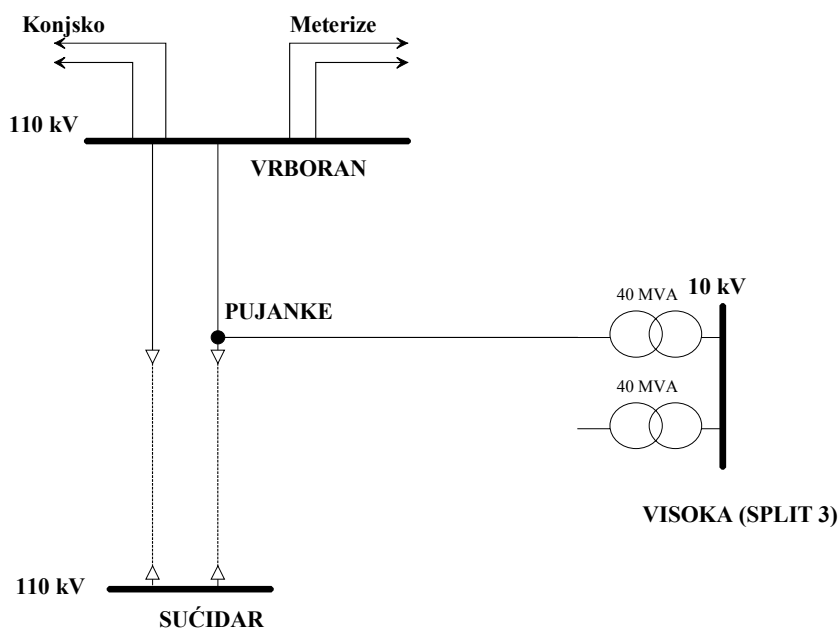 Konjsko
Meterize
110 kV
VRBORAN
40 MVA
10 kV
PUJANKE
40 MVA
VISOKA (SPLIT 3)
110 kV
SUĆIDAR